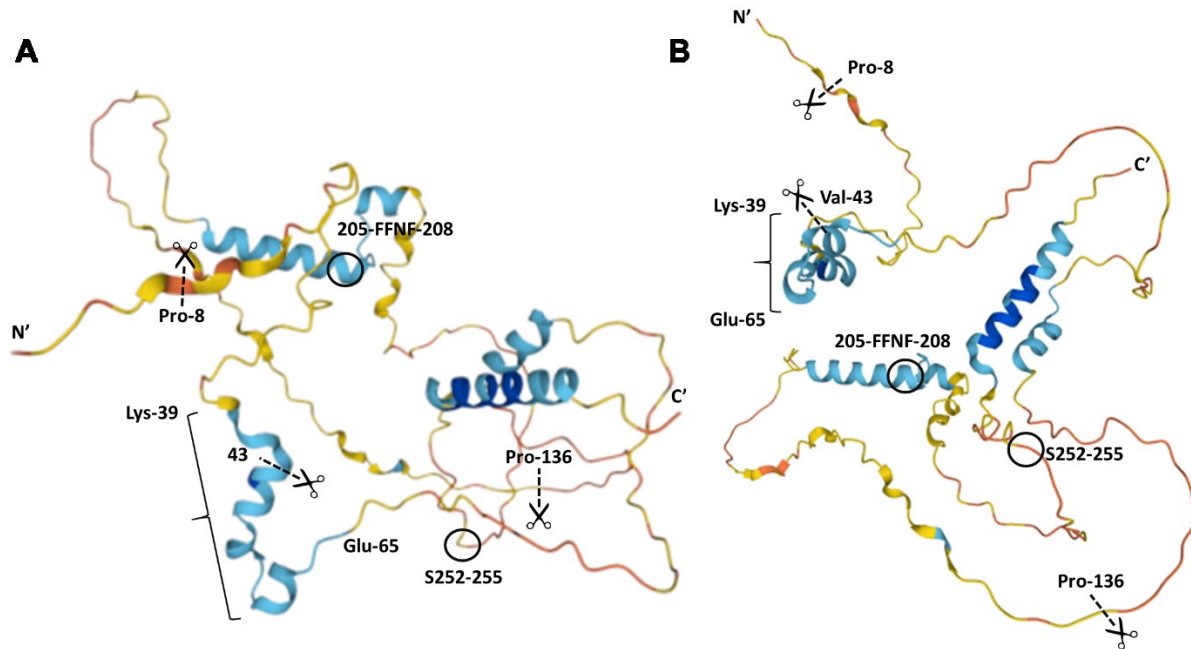 A
205-FFNF-208
N’
Pro-8
Lys-39
43
Glu-65
Pro-136
S252-255
C’
B
N’
Pro-8
C’
Lys-39
Val-43
Glu-65
205-FFNF-208
S252-255
Pro-136